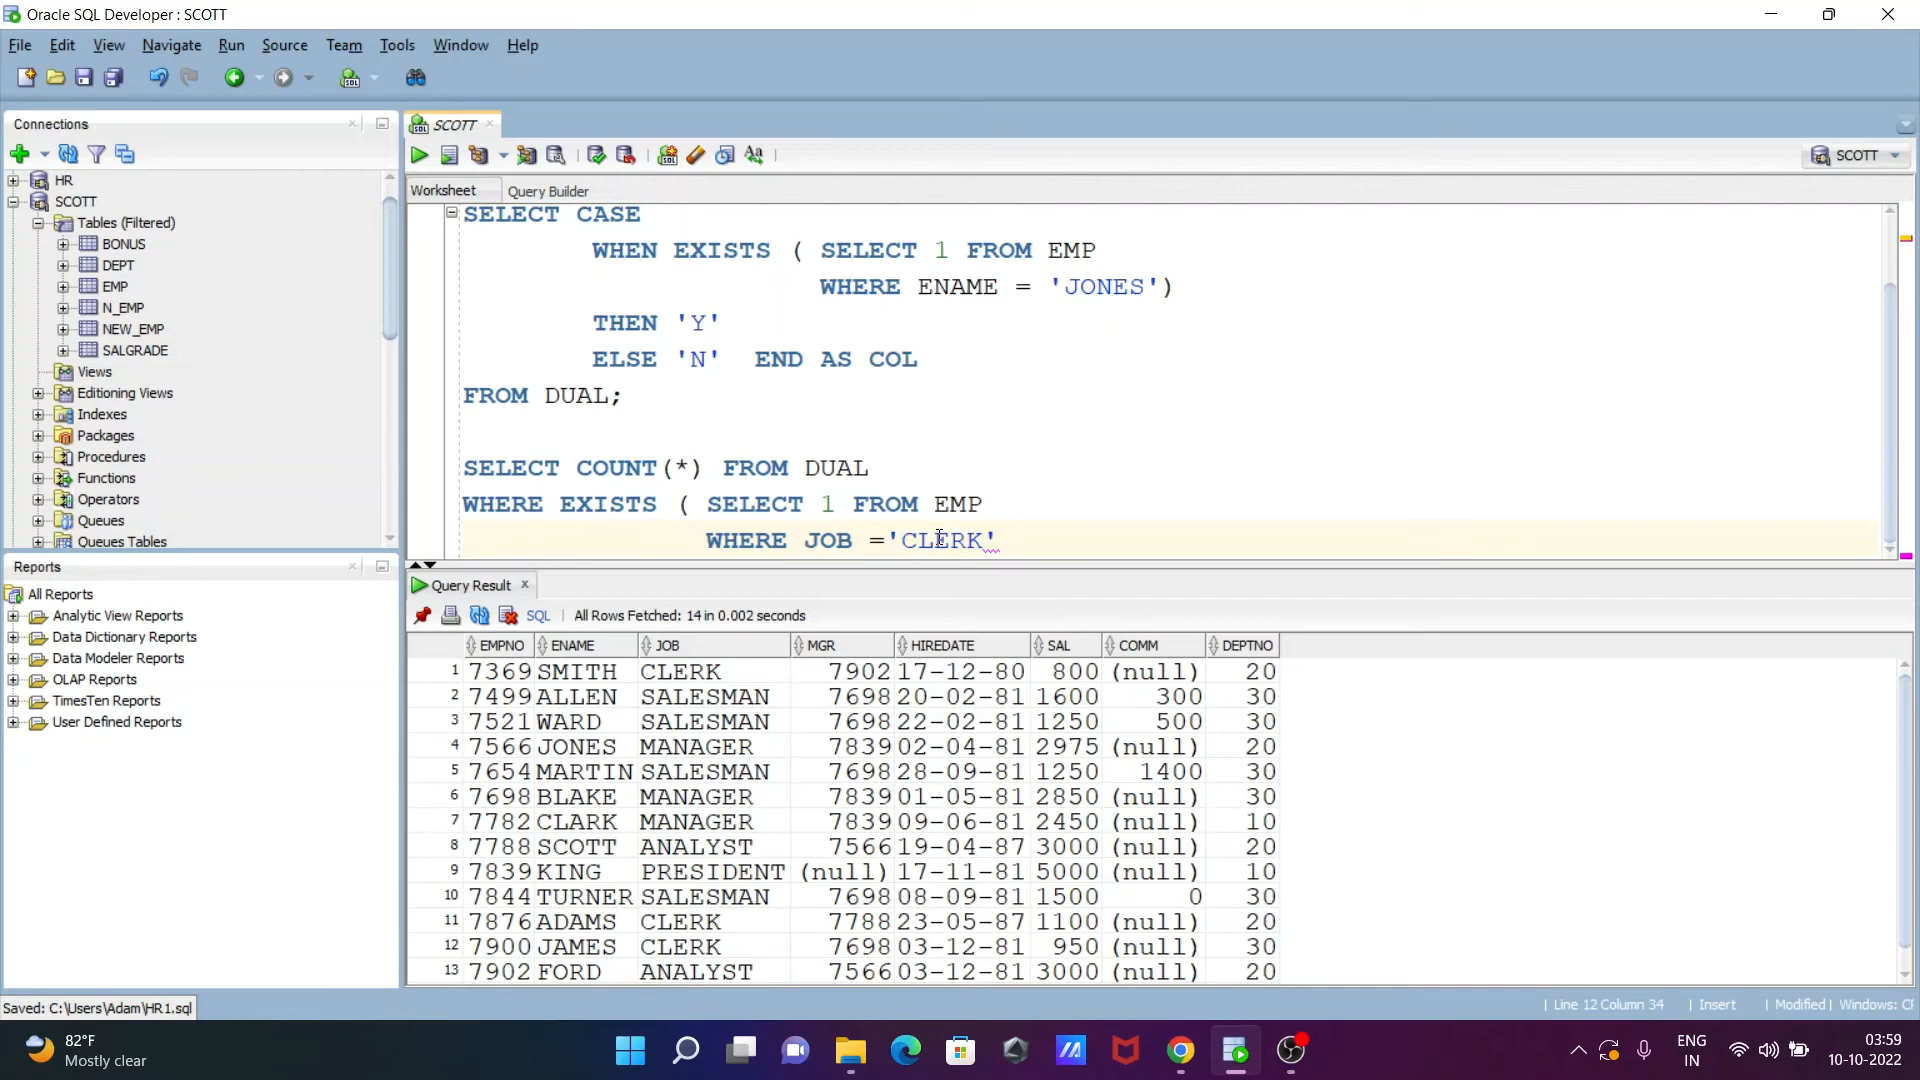 Oracle SQL Developer : SCOTT
File Edit View Navigate Run Source Team Tools Window Help
Connections
SCOTT
SCOTT
HR
SCOTT
Tables (Filtered)
BONUS
DEPT
EMP
N_EMP
NEW_EMP
SALGRADE
Views
Editioning Views
Indexes
Packages
Procedures
Functions
Operators
Queues
Queues Tables
Worksheet Query Builder
SELECT CASE
WHEN EXISTS ( SELECT 1 FROM EMP
WHERE ENAME = 'JONES')
THEN 'Y'
ELSE 'N' END AS COL
FROM DUAL;
SELECT COUNT(*) FROM DUAL
WHERE EXISTS ( SELECT 1 FROM EMP
WHERE JOB ='CLERK'
Reports
All Reports
Analytic View Reports
Data Dictionary Reports
Data Modeler Reports
OLAP Reports
TimesTen Reports
User Defined Reports
Query Result
SQL All Rows Fetched: 14 in 0.002 seconds
EMPNO ENAME JOB MGR HIREDATE SAL COMM DEPTNO
1 7369 SMITH CLERK 7902 17-12-80 800 (null) 20
2 7499 ALLEN SALESMAN 7698 20-02-81 1600 300 30
3 7521 WARD SALESMAN 7698 22-02-81 1250 500 30
4 7566 JONES MANAGER 7839 02-04-81 2975 (null) 20
5 7654 MARTIN SALESMAN 7698 28-09-81 1250 1400 30
6 7698 BLAKE MANAGER 7839 01-05-81 2850 (null) 30
7 7782 CLARK MANAGER 7839 09-06-81 2450 (null) 10
8 7788 SCOTT ANALYST 7566 19-04-87 3000 (null) 20
9 7839 KING PRESIDENT (null) 17-11-81 5000 (null) 10
10 7844 TURNER SALESMAN 7698 08-09-81 1500 0 30
11 7876 ADAMS CLERK 7788 23-05-87 1100 (null) 20
12 7900 JAMES CLERK 7698 03-12-81 950 (null) 30
13 7902 FORD ANALYST 7566 03-12-81 3000 (null) 20
Saved: C:\Users\Adam\HR1.sql
Line 12 Column 34 Insert Modified Windows: CF
82°F
Mostly clear
ENG
IN
03:59
10-10-2022